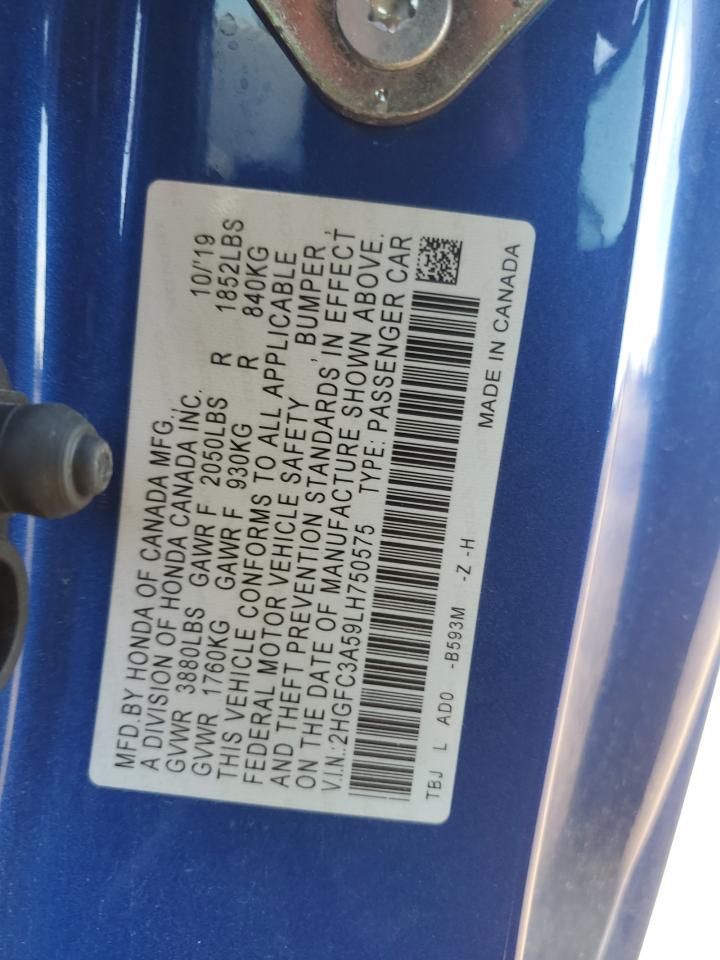 MFD.BY HONDA OF CANADA MFG., 10/'19
A DIVISION OF HONDA CANADA INC.
GVWR 3880LBS GAWR F 2050LBS R 1852LBS
GVWR 1760KG GAWR F 930KG R 840KG
THIS VEHICLE CONFORMS TO ALL APPLICABLE
FEDERAL MOTOR VEHICLE SAFETY, BUMPER,
AND THEFT PREVENTION STANDARDS, IN EFFECT
ON THE DATE OF MANUFACTURE SHOWN ABOVE.
V.I.N.:2HGFC3A59LH750575 TYPE: PASSENGER CAR
MADE IN CANADA
TBJ L AD0 -B593M -Z -H